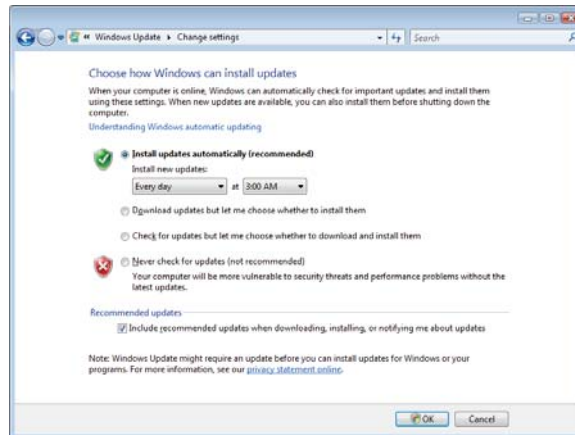 Windows Update Change settings
Search
Choose how Windows can install updates
When your computer is online, Windows can automatically check for important updates and install them
using these settings. When new updates are available, you can also install them before shutting down the
computer.
Understanding Windows automatic updating
Install updates automatically (recommended)
Install new updates:
Every day at 3:00 AM
Download updates but let me choose whether to install them
Check for updates but let me choose whether to download and install them
Never check for updates (not recommended)
Your computer will be more vulnerable to security threats and performance problems without the
latest updates.
Recommended updates
Include recommended updates when downloading, installing, or notifying me about updates
Note: Windows Update might require an update before you can install updates for Windows or your
programs. For more information, see our privacy statement online.
OK Cancel